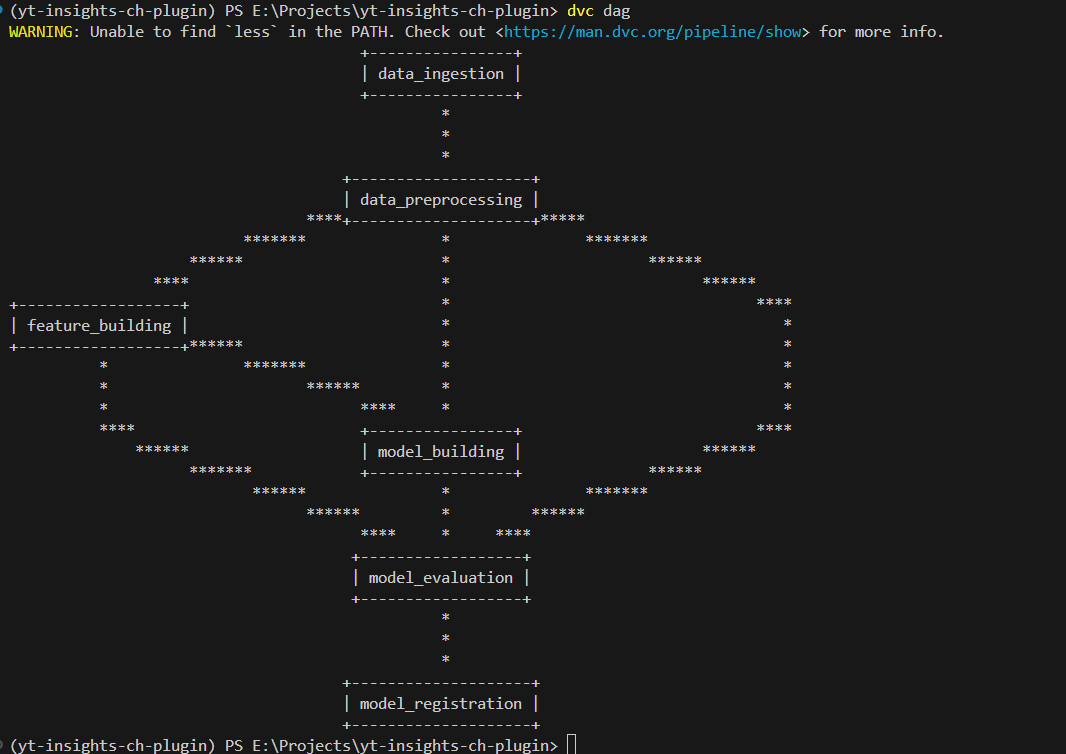 (yt-insights-ch-plugin) PS E:\Projects\yt-insights-ch-plugin> dvc dag
WARNING: Unable to find `less` in the PATH. Check out <https://man.dvc.org/pipeline/show> for more info.
data_ingestion
data_preprocessing
feature_building
model_building
model_evaluation
model_registration
(yt-insights-ch-plugin) PS E:\Projects\yt-insights-ch-plugin>